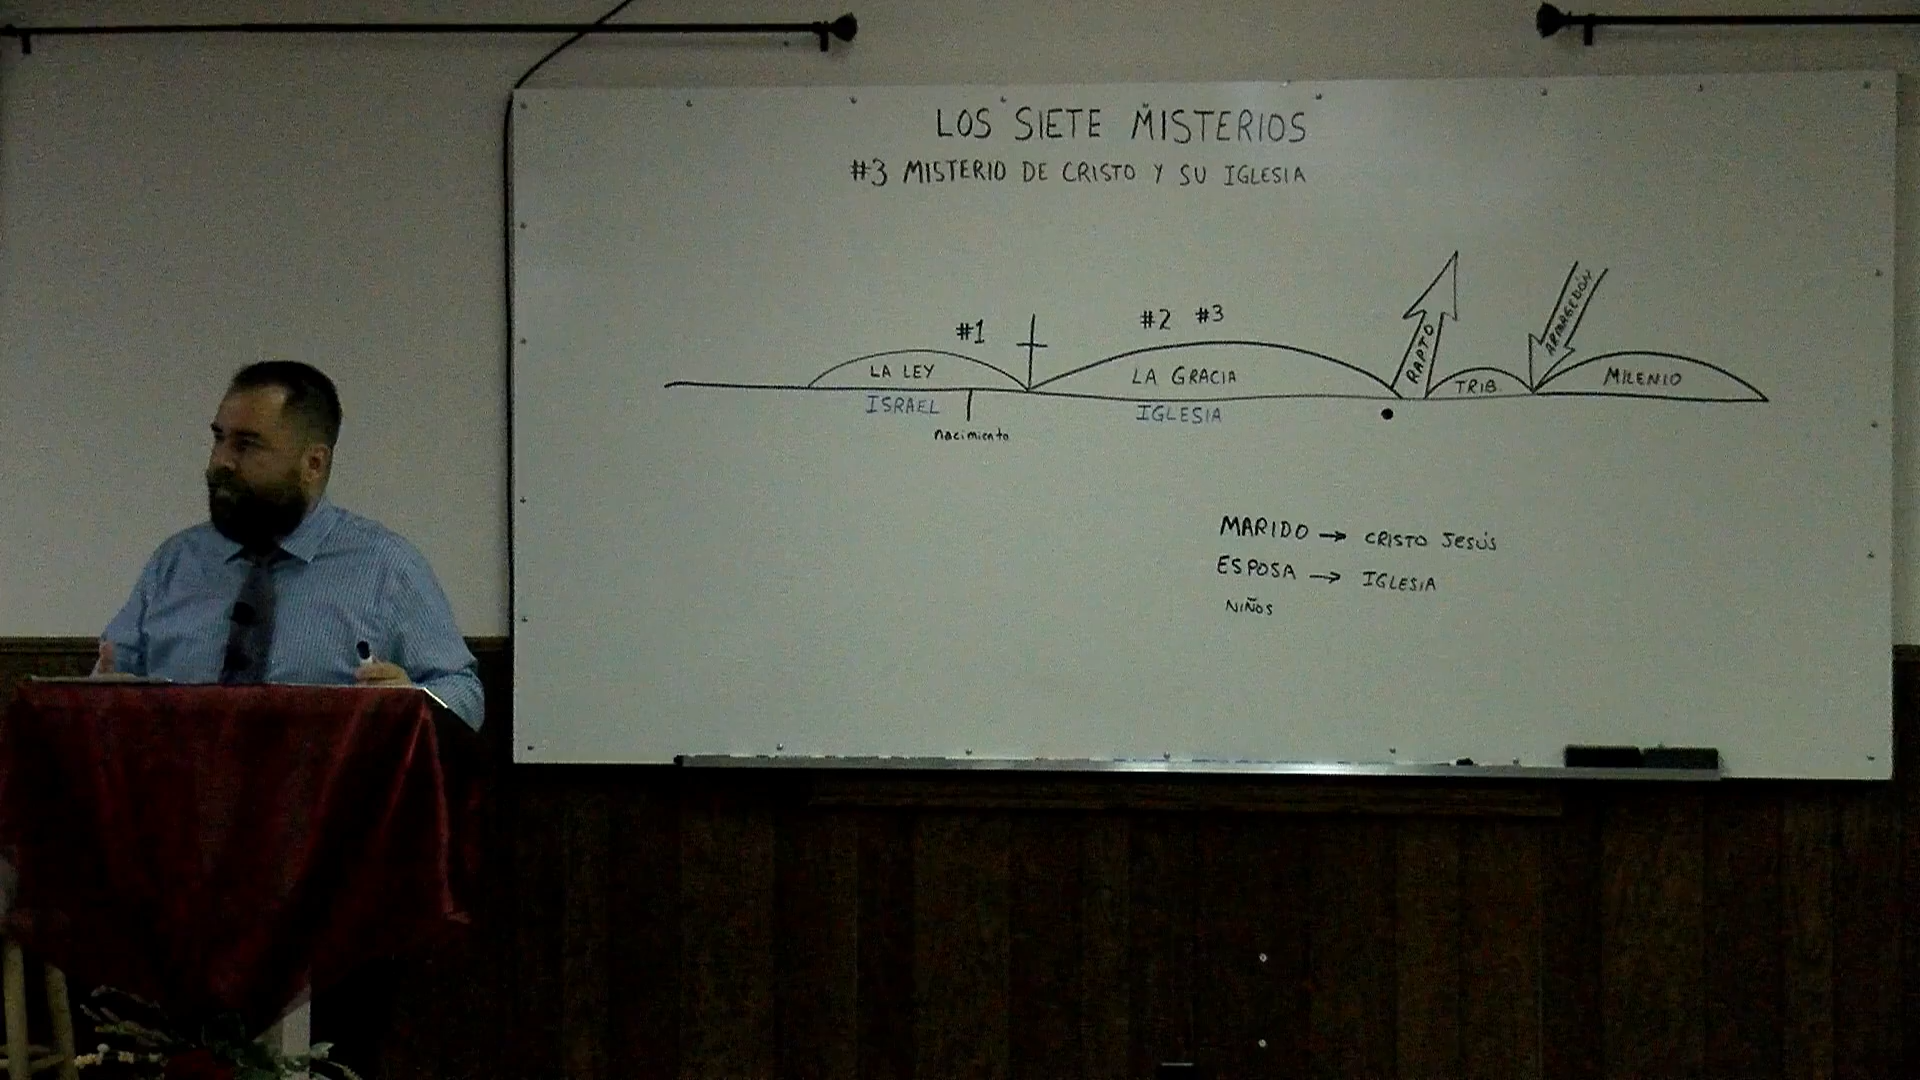 LOS SIETE MISTERIOS
#3 MISTERIO DE CRISTO Y SU IGLESIA
#1
#2 #3
LA LEY
LA GRACIA
RAPTO
TRIB.
ARMAGEDÓN
MILENIO
ISRAEL
IGLESIA
nacimiento
MARIDO → CRISTO JESÚS
ESPOSA → IGLESIA
NIÑOS